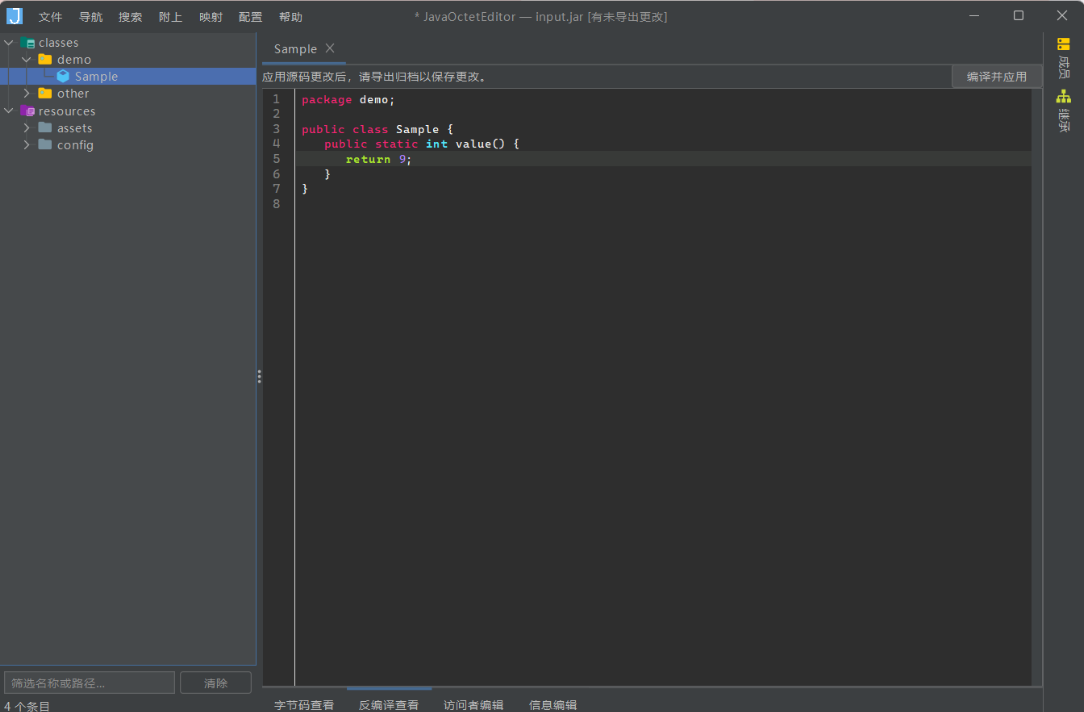 J 文件 导航 搜索 附上 映射 配置 帮助 * JavaOctetEditor — input.jar [有未导出更改]
classes
demo
Sample
other
resources
assets
config
筛选名称或路径... 清除
4 个条目
Sample
应用源码更改后，请导出归档以保存更改。 编译并应用
1 package demo;
2
3 public class Sample {
4 public static int value() {
5 return 9;
6 }
7 }
8
字节码查看 反编译查看 访问者编辑 信息编辑
成员
继承